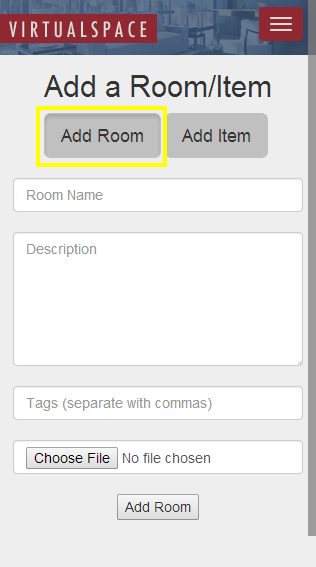 VIRTUALSPACE
Add a Room/Item
Add Room Add Item
Room Name
Description
Tags (separate with commas)
Choose File No file chosen
Add Room